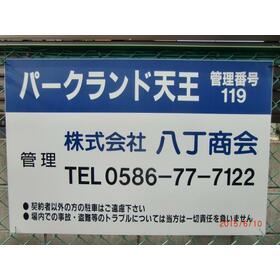 パークランド天王 管理番号 119
管理 株式会社 八丁商会
TEL 0586-77-7122
●契約者以外の方の駐車はご遠慮下さい
●場内での事故・盗難等のトラブルについては当方は一切責任を負いません
2015/6/10